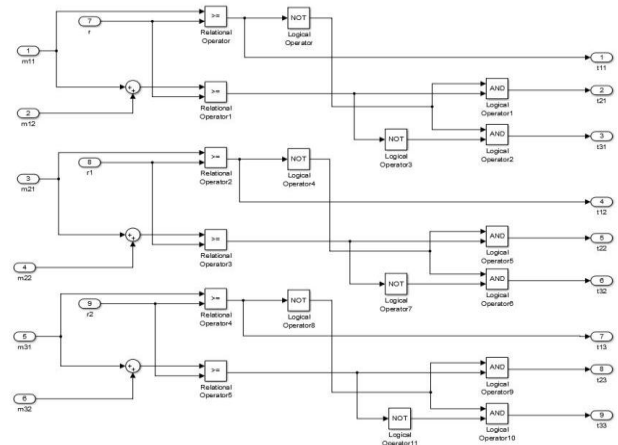 7
r
>=
Relational
Operator
NOT
Logical
Operator
1
m11
1
t11
2
m12
>=
Relational
Operator1
AND
Logical
Operator1
2
t21
NOT
Logical
Operator3
AND
Logical
Operator2
3
t31
3
m21
8
r1
>=
Relational
Operator2
NOT
Logical
Operator4
4
t12
4
m22
>=
Relational
Operator3
AND
Logical
Operator5
5
t22
NOT
Logical
Operator7
AND
Logical
Operator6
6
t32
5
m31
9
r2
>=
Relational
Operator4
NOT
Logical
Operator8
7
t13
6
m32
>=
Relational
Operator5
AND
Logical
Operator9
8
t23
NOT
Logical
Operator11
AND
Logical
Operator10
9
t33